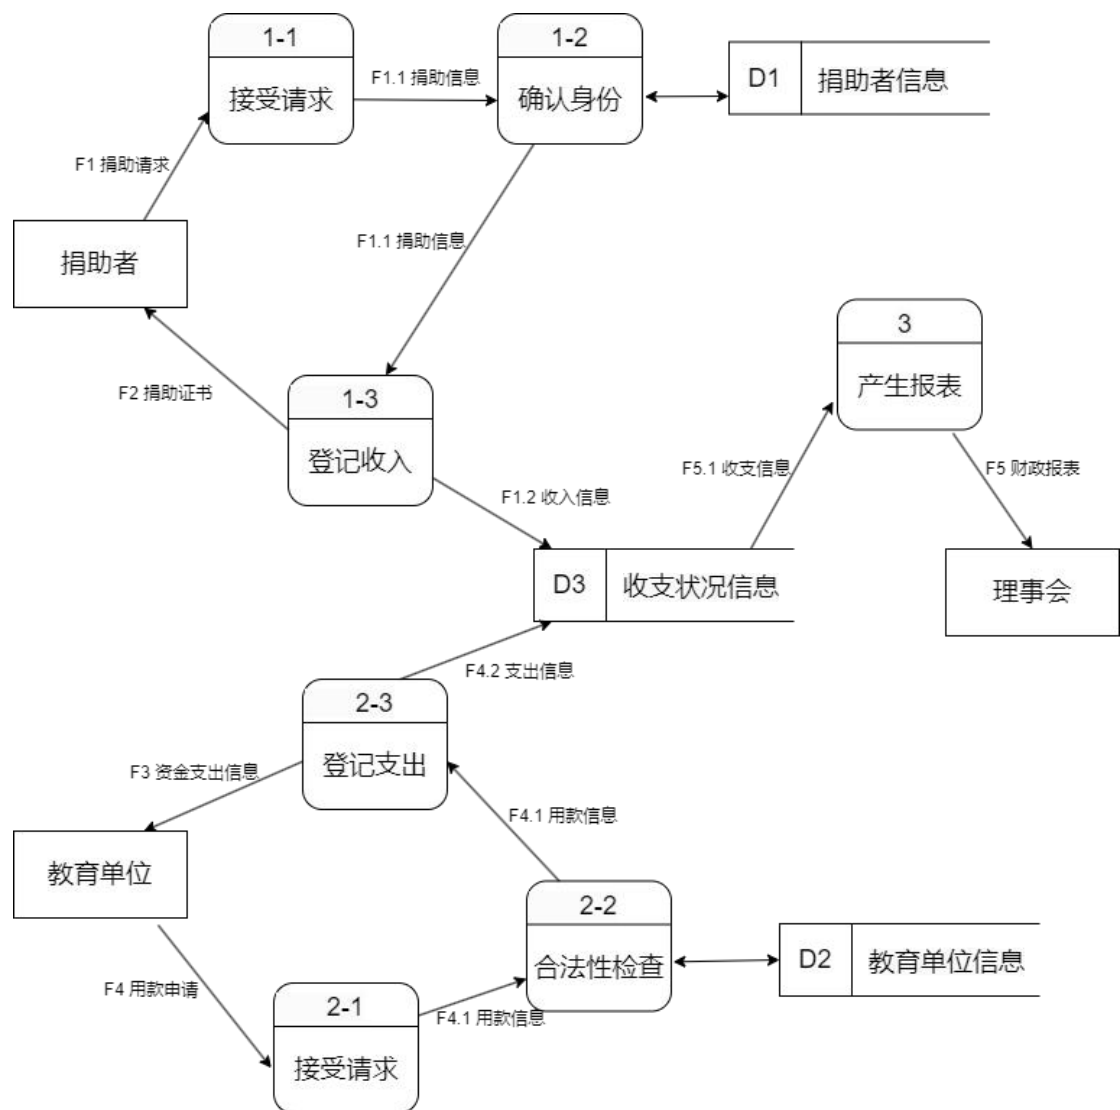 1-1
接受请求
F1.1 捐助信息
1-2
确认身份
D1
捐助者信息
F1 捐助请求
捐助者
F1.1 捐助信息
F2 捐助证书
1-3
登记收入
F1.2 收入信息
3
产生报表
F5.1 收支信息
F5 财政报表
D3
收支状况信息
理事会
F4.2 支出信息
2-3
登记支出
F3 资金支出信息
F4.1 用款信息
教育单位
2-2
合法性检查
D2
教育单位信息
F4 用款申请
2-1
接受请求
F4.1 用款信息